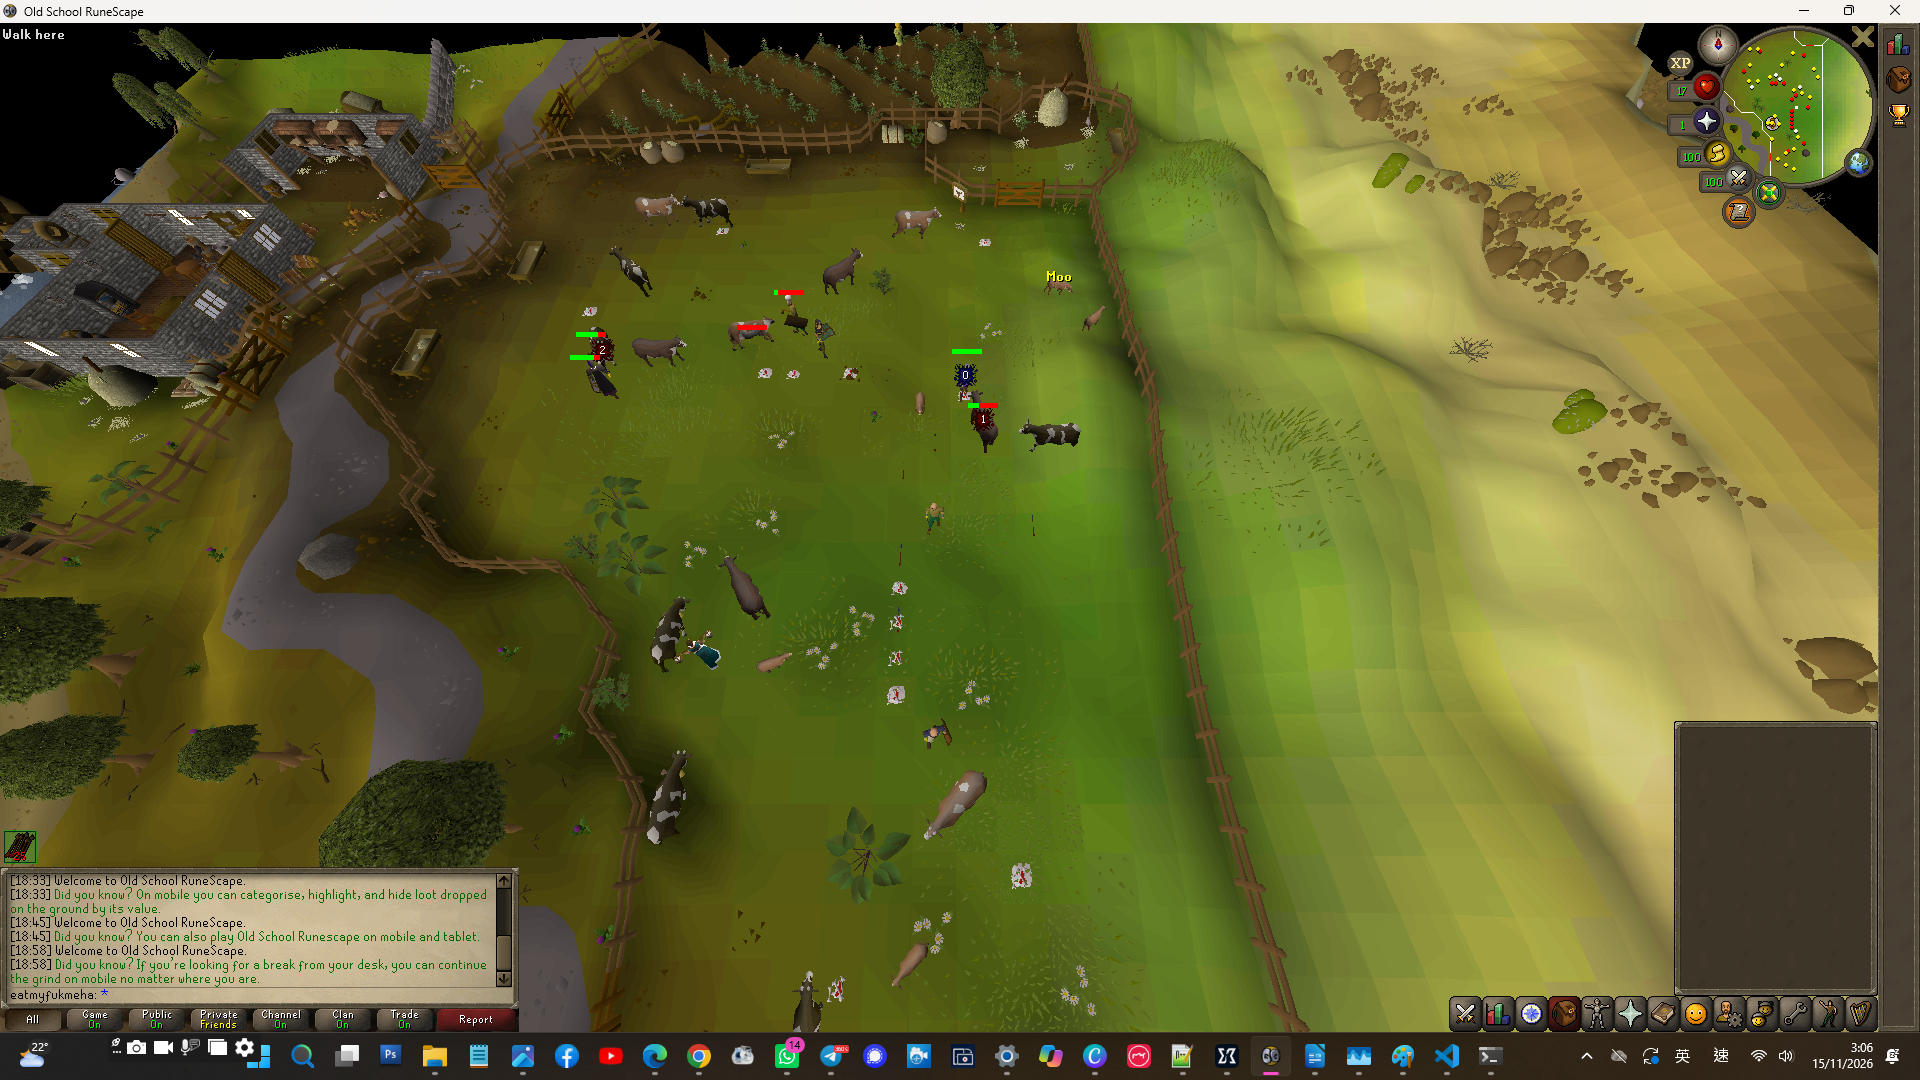 Old School RuneScape
Walk here
N
XP
17
1
100
100
Moo
2
0
1
[18:33] Welcome to Old School RuneScape.
[18:33] Did you know? On mobile you can categorise, highlight, and hide loot dropped
on the ground by its value.
[18:45] Welcome to Old School RuneScape.
[18:45] Did you know? You can also play Old School Runescape on mobile and tablet.
[18:58] Welcome to Old School RuneScape.
[18:58] Did you know? If you're looking for a break from your desk, you can continue
the grind on mobile no matter where you are.
eatmyfukmeha: *
All
Game
On
Public
On
Private
Friends
Channel
On
Clan
On
Trade
On
Report
22°
Ps
14
英
速
3:06
15/11/2026